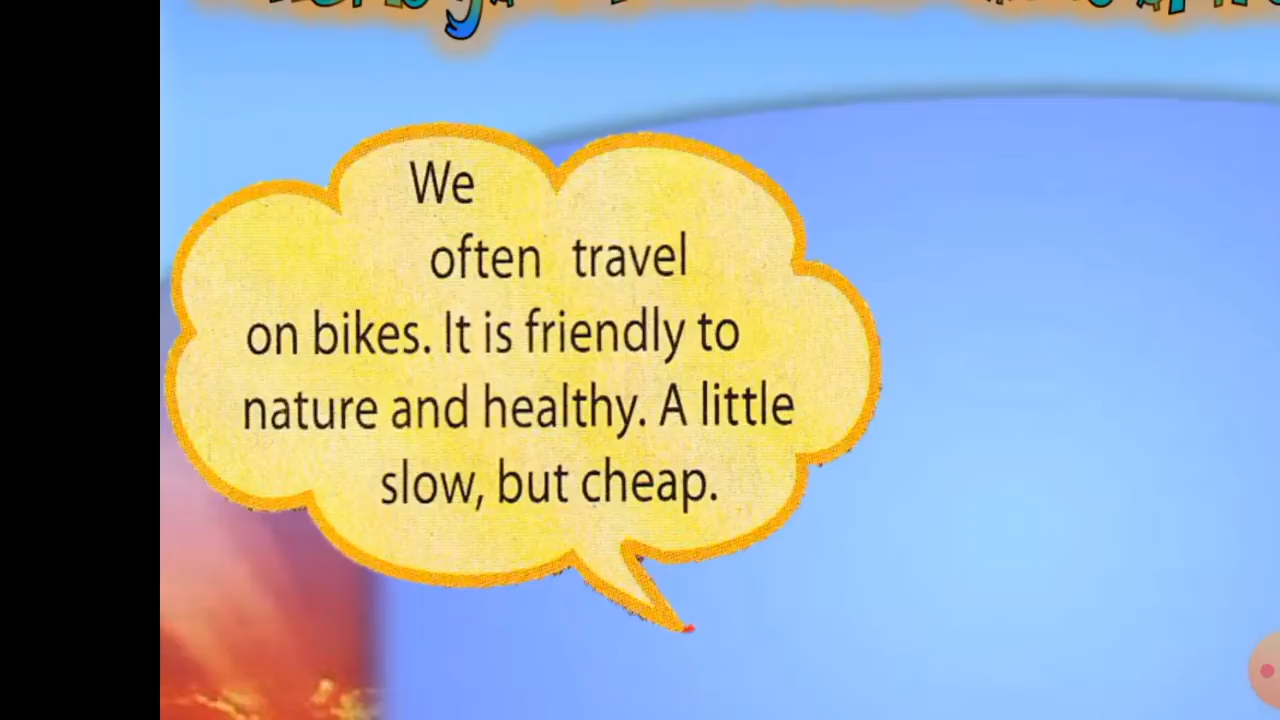 We
often travel
on bikes. It is friendly to
nature and healthy. A little
slow, but cheap.